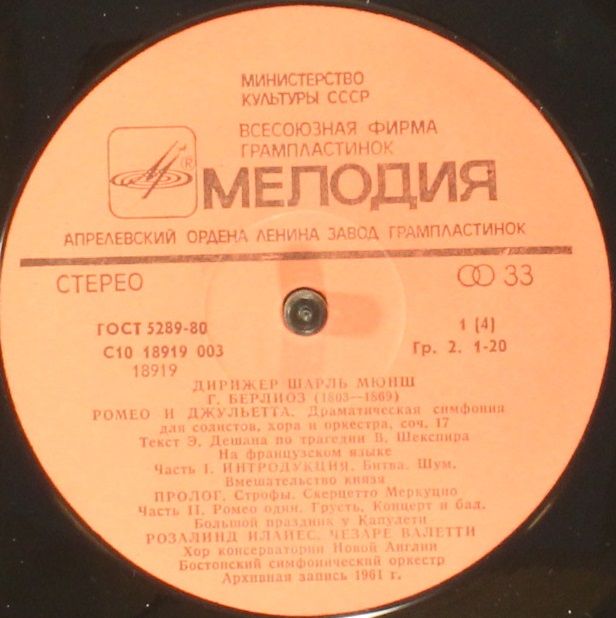 МИНИСТЕРСТВО
КУЛЬТУРЫ СССР
ВСЕСОЮЗНАЯ ФИРМА
ГРАМПЛАСТИНОК
(R)
МЕЛОДИЯ
АПРЕЛЕВСКИЙ ОРДЕНА ЛЕНИНА ЗАВОД ГРАМПЛАСТИНОК
СТЕРЕО 33
ГОСТ 5289-80 1 (4)
С10 18919 003 Гр. 2. 1-20
18919
ДИРИЖЕР ШАРЛЬ МЮНШ
Г. БЕРЛИОЗ (1803—1869)
РОМЕО И ДЖУЛЬЕТТА. Драматическая симфония
для солистов, хора и оркестра, соч. 17
Текст Э. Дешана по трагедии В. Шекспира
На французском языке
Часть I. ИНТРОДУКЦИЯ. Битва. Шум.
Вмешательство князя
ПРОЛОГ. Строфы. Скерцетто Меркуцио
Часть II. Ромео один. Грусть. Концерт и бал.
Большой праздник у Капулети
РОЗАЛИНД ИЛАЙЕС, ЧЕЗАРЕ ВАЛЕТТИ
Хор консерватории Новой Англии
Бостонский симфонический оркестр
Архивная запись 1961 г.